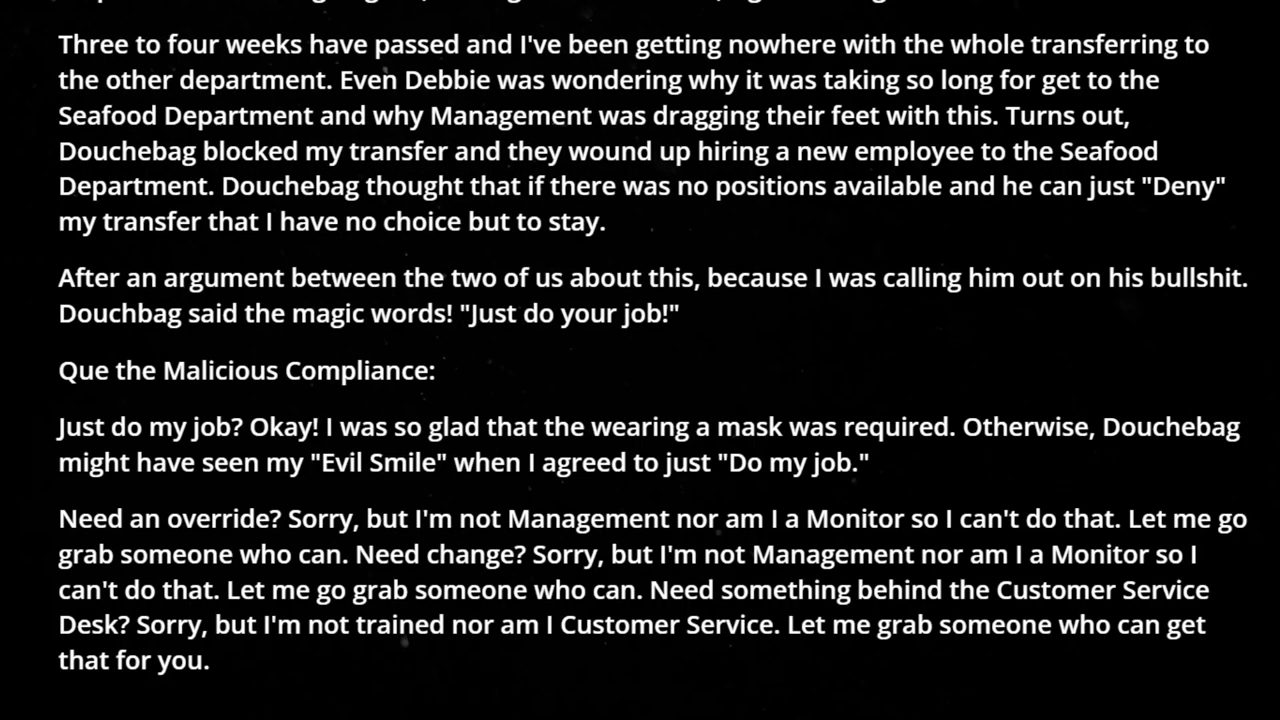 Three to four weeks have passed and I've been getting nowhere with the whole transferring to
the other department. Even Debbie was wondering why it was taking so long for get to the
Seafood Department and why Management was dragging their feet with this. Turns out,
Douchebag blocked my transfer and they wound up hiring a new employee to the Seafood
Department. Douchebag thought that if there was no positions available and he can just "Deny"
my transfer that I have no choice but to stay.
After an argument between the two of us about this, because I was calling him out on his bullshit.
Douchbag said the magic words! "Just do your job!"
Que the Malicious Compliance:
Just do my job? Okay! I was so glad that the wearing a mask was required. Otherwise, Douchebag
might have seen my "Evil Smile" when I agreed to just "Do my job."
Need an override? Sorry, but I'm not Management nor am I a Monitor so I can't do that. Let me go
grab someone who can. Need change? Sorry, but I'm not Management nor am I a Monitor so I
can't do that. Let me go grab someone who can. Need something behind the Customer Service
Desk? Sorry, but I'm not trained nor am I Customer Service. Let me grab someone who can get
that for you.